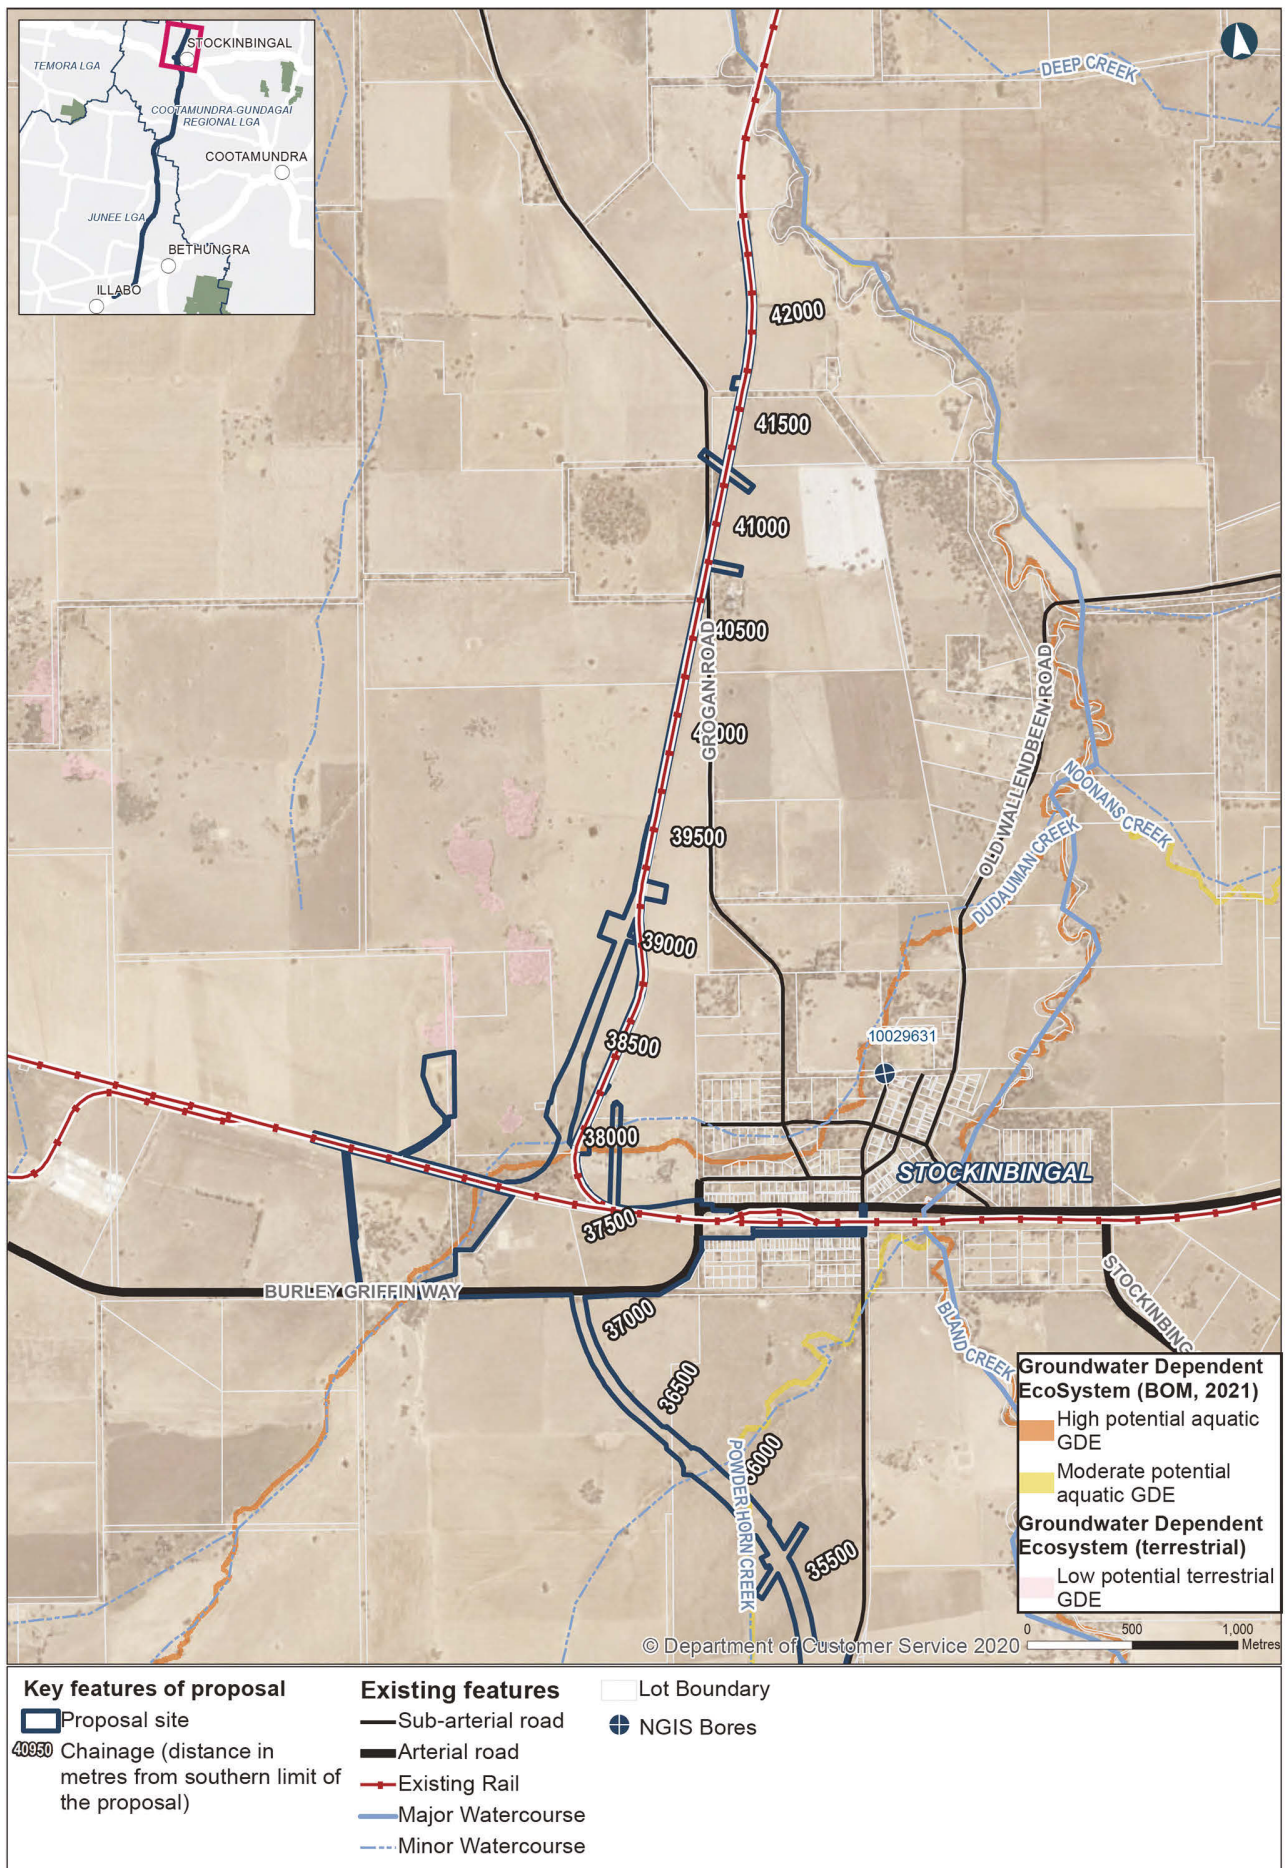 STOCKINBINGAL
TEMORA LGA
COOTAMUNDRA-GUNDAGAI
REGIONAL LGA
COOTAMUNDRA
JUNEE LGA
BETHUNGRA
ILLABO
DEEP CREEK
42000
41500
41000
40500
GROGAN ROAD
OLD WALLENDBEEN ROAD
NOONANS CREEK
DUDAUMAN CREEK
39500
39000
10029631
38500
38000
STOCKINBINGAL
37500
BURLEY GRIFFIN WAY
37000
STOCKINBING
BLAND CREEK
36500
POWDER HORN CREEK
35500
Groundwater Dependent
EcoSystem (BOM, 2021)
High potential aquatic
GDE
Moderate potential
aquatic GDE
Groundwater Dependent
Ecosystem (terrestrial)
Low potential terrestrial
GDE
© Department of Customer Service 2020
0 500 1,000
Metres
Key features of proposal
Proposal site
40950 Chainage (distance in
metres from southern limit of
the proposal)
Existing features
Sub-arterial road
Arterial road
Existing Rail
Major Watercourse
Minor Watercourse
Lot Boundary
NGIS Bores